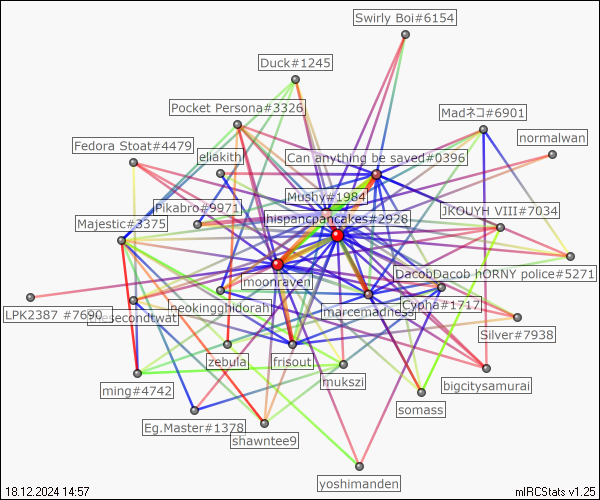 Swirly Boi#6154
Duck#1245
Pocket Persona#3326
Madネコ#6901
normalwan
Fedora Stoat#4479
eliakith
Can anything be saved#0396
Mushy#1984
Pikabro#9971
JKOUYH VIII#7034
hispancpancakes#2928
Majestic#3375
DacobDacob hORNY police#5271
moonraven
Cypha#1717
LPK2387 #7690
neokingghidorah
marcemadness
Silver#7938
zebula
frisout
mukszi
bigcitysamurai
ming#4742
somass
Eg.Master#1378
shawntee9
yoshimanden
18.12.2024 14:57
mIRCStats v1.25